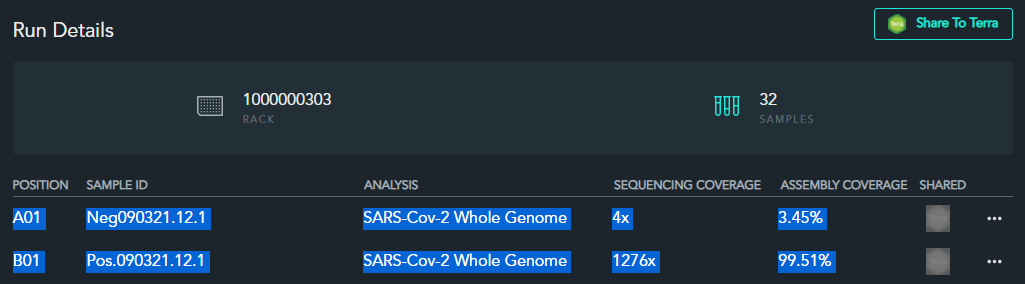 Run Details
Share To Terra
1000000303
RACK
32
SAMPLES
POSITION SAMPLE ID ANALYSIS SEQUENCING COVERAGE ASSEMBLY COVERAGE SHARED
A01 Neg090321.12.1 SARS-Cov-2 Whole Genome 4x 3.45% •••
B01 Pos.090321.12.1 SARS-Cov-2 Whole Genome 1276x 99.51% •••